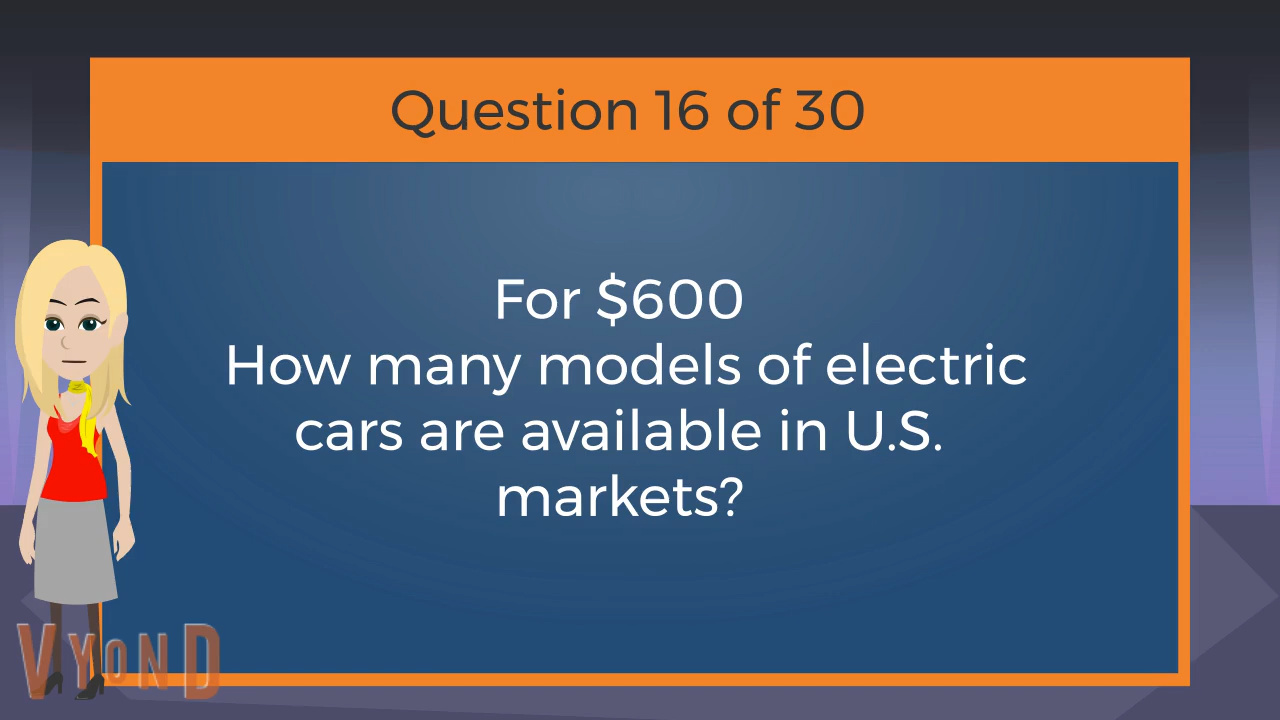 Question 16 of 30
For $600
How many models of electric
cars are available in U.S.
markets?
VYOND